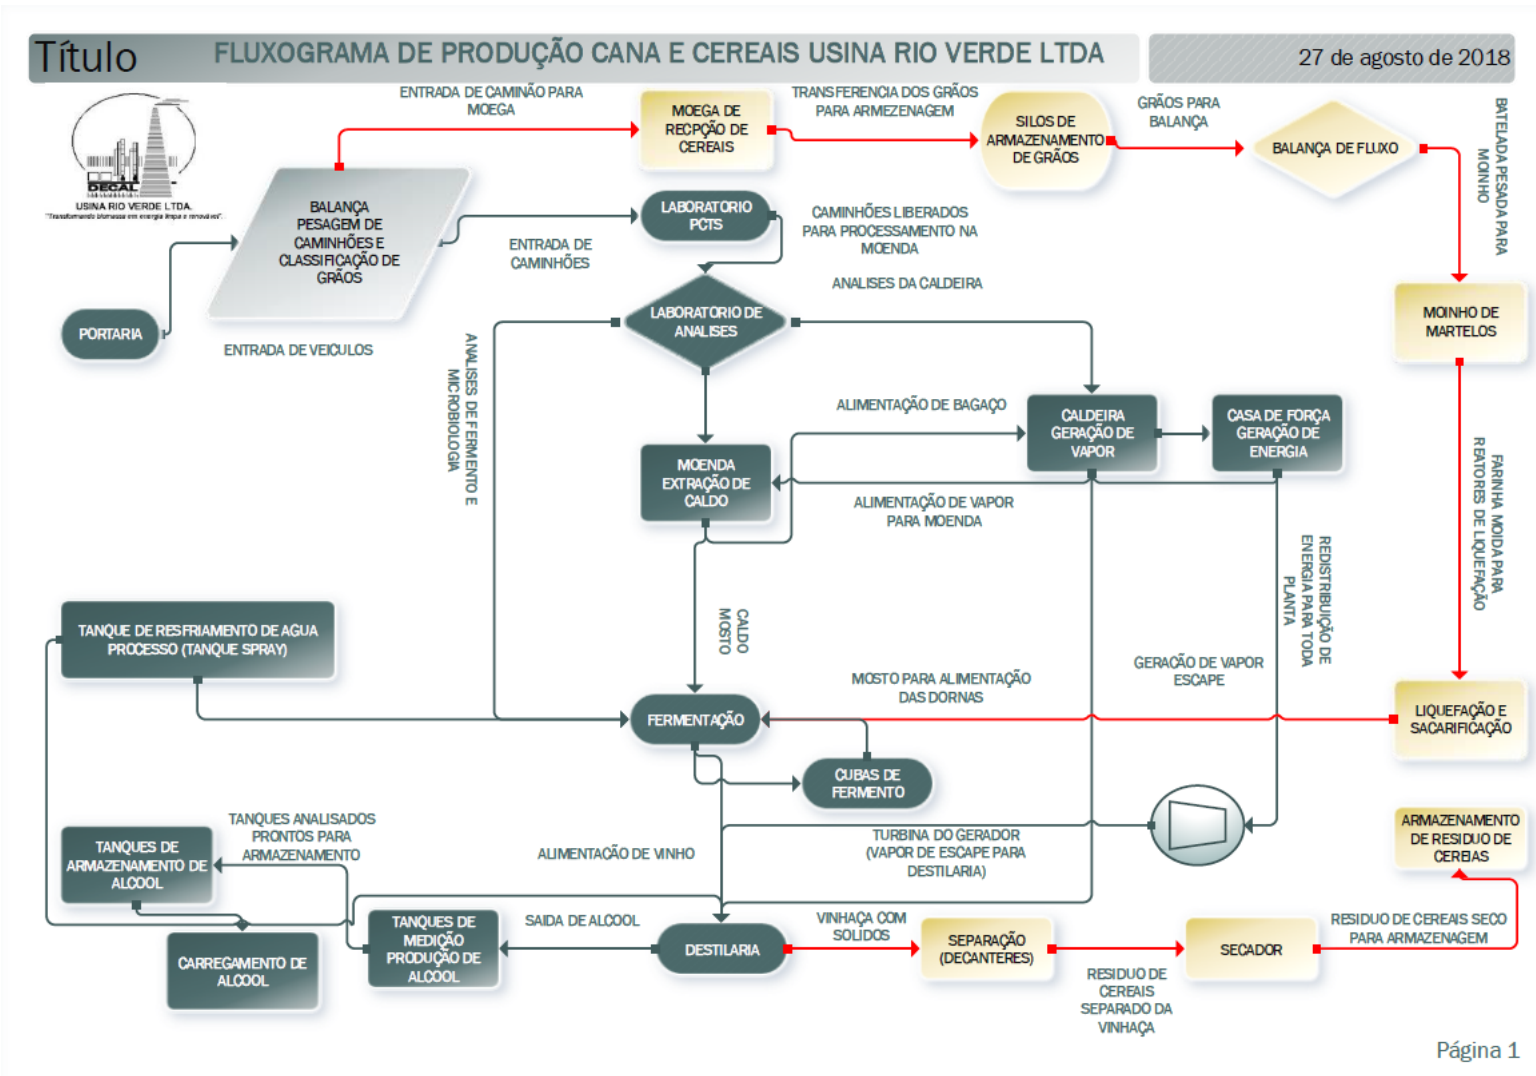 Título
FLUXOGRAMA DE PRODUÇÃO CANA E CEREAIS USINA RIO VERDE LTDA
27 de agosto de 2018
DECAL
USINA RIO VERDE LTDA.
"Transformando biomassa em energia limpa e renovável".
ENTRADA DE CAMINÃO PARA
MOEGA
MOEGA DE
RECPÇÃO DE
CEREAIS
TRANSFERENCIA DOS GRÃOS
PARA ARMEZENAGEM
SILOS DE
ARMAZENAMENTO
DE GRÃOS
GRÃOS PARA
BALANÇA
BALANÇA DE FLUXO
BATELADA PESADA PARA
MOINHO
BALANÇA
PESAGEM DE
CAMINHÕES E
CLASSIFICAÇÃO DE
GRÃOS
LABORATORIO
PCTS
ENTRADA DE
CAMINHÕES
CAMINHÕES LIBERADOS
PARA PROCESSAMENTO NA
MOENDA
PORTARIA
ENTRADA DE VEICULOS
LABORATORIO DE
ANALISES
ANALISES DA CALDEIRA
MOINHO DE
MARTELOS
ANALISES DE FERMENTO E
MICROBIOLOGIA
ALIMENTAÇÃO DE BAGAÇO
CALDEIRA
GERAÇÃO DE
VAPOR
CASA DE FORÇA
GERAÇÃO DE
ENERGIA
MOENDA
EXTRAÇÃO DE
CALDO
ALIMENTAÇÃO DE VAPOR
PARA MOENDA
FARINHA MOIDA PARA
REATORES DE LIQUEFAÇÃO
REDISTRIBUIÇÃO DE
ENERGIA PARA TODA
PLANTA
TANQUE DE RESFRIAMENTO DE AGUA
PROCESSO (TANQUE SPRAY)
CALDO
MOSTO
GERAÇÃO DE VAPOR
ESCAPE
MOSTO PARA ALIMENTAÇÃO
DAS DORNAS
FERMENTAÇÃO
LIQUEFAÇÃO E
SACARIFICAÇÃO
CUBAS DE
FERMENTO
TANQUES ANALISADOS
PRONTOS PARA
ARMAZENAMENTO
TANQUES DE
ARMAZENAMENTO DE
ALCOOL
ALIMENTAÇÃO DE VINHO
TURBINA DO GERADOR
(VAPOR DE ESCAPE PARA
DESTILARIA)
ARMAZENAMENTO
DE RESIDUO DE
CEREIAS
TANQUES DE
MEDIÇÃO
PRODUÇÃO DE
ALCOOL
SAIDA DE ALCOOL
DESTILARIA
VINHAÇA COM
SOLIDOS
SEPARAÇÃO
(DECANTERES)
SECADOR
RESIDUO DE CEREAIS SECO
PARA ARMAZENAGEM
CARREGAMENTO DE
ALCOOL
RESIDUO DE
CEREAIS
SEPARADO DA
VINHAÇA
Página 1